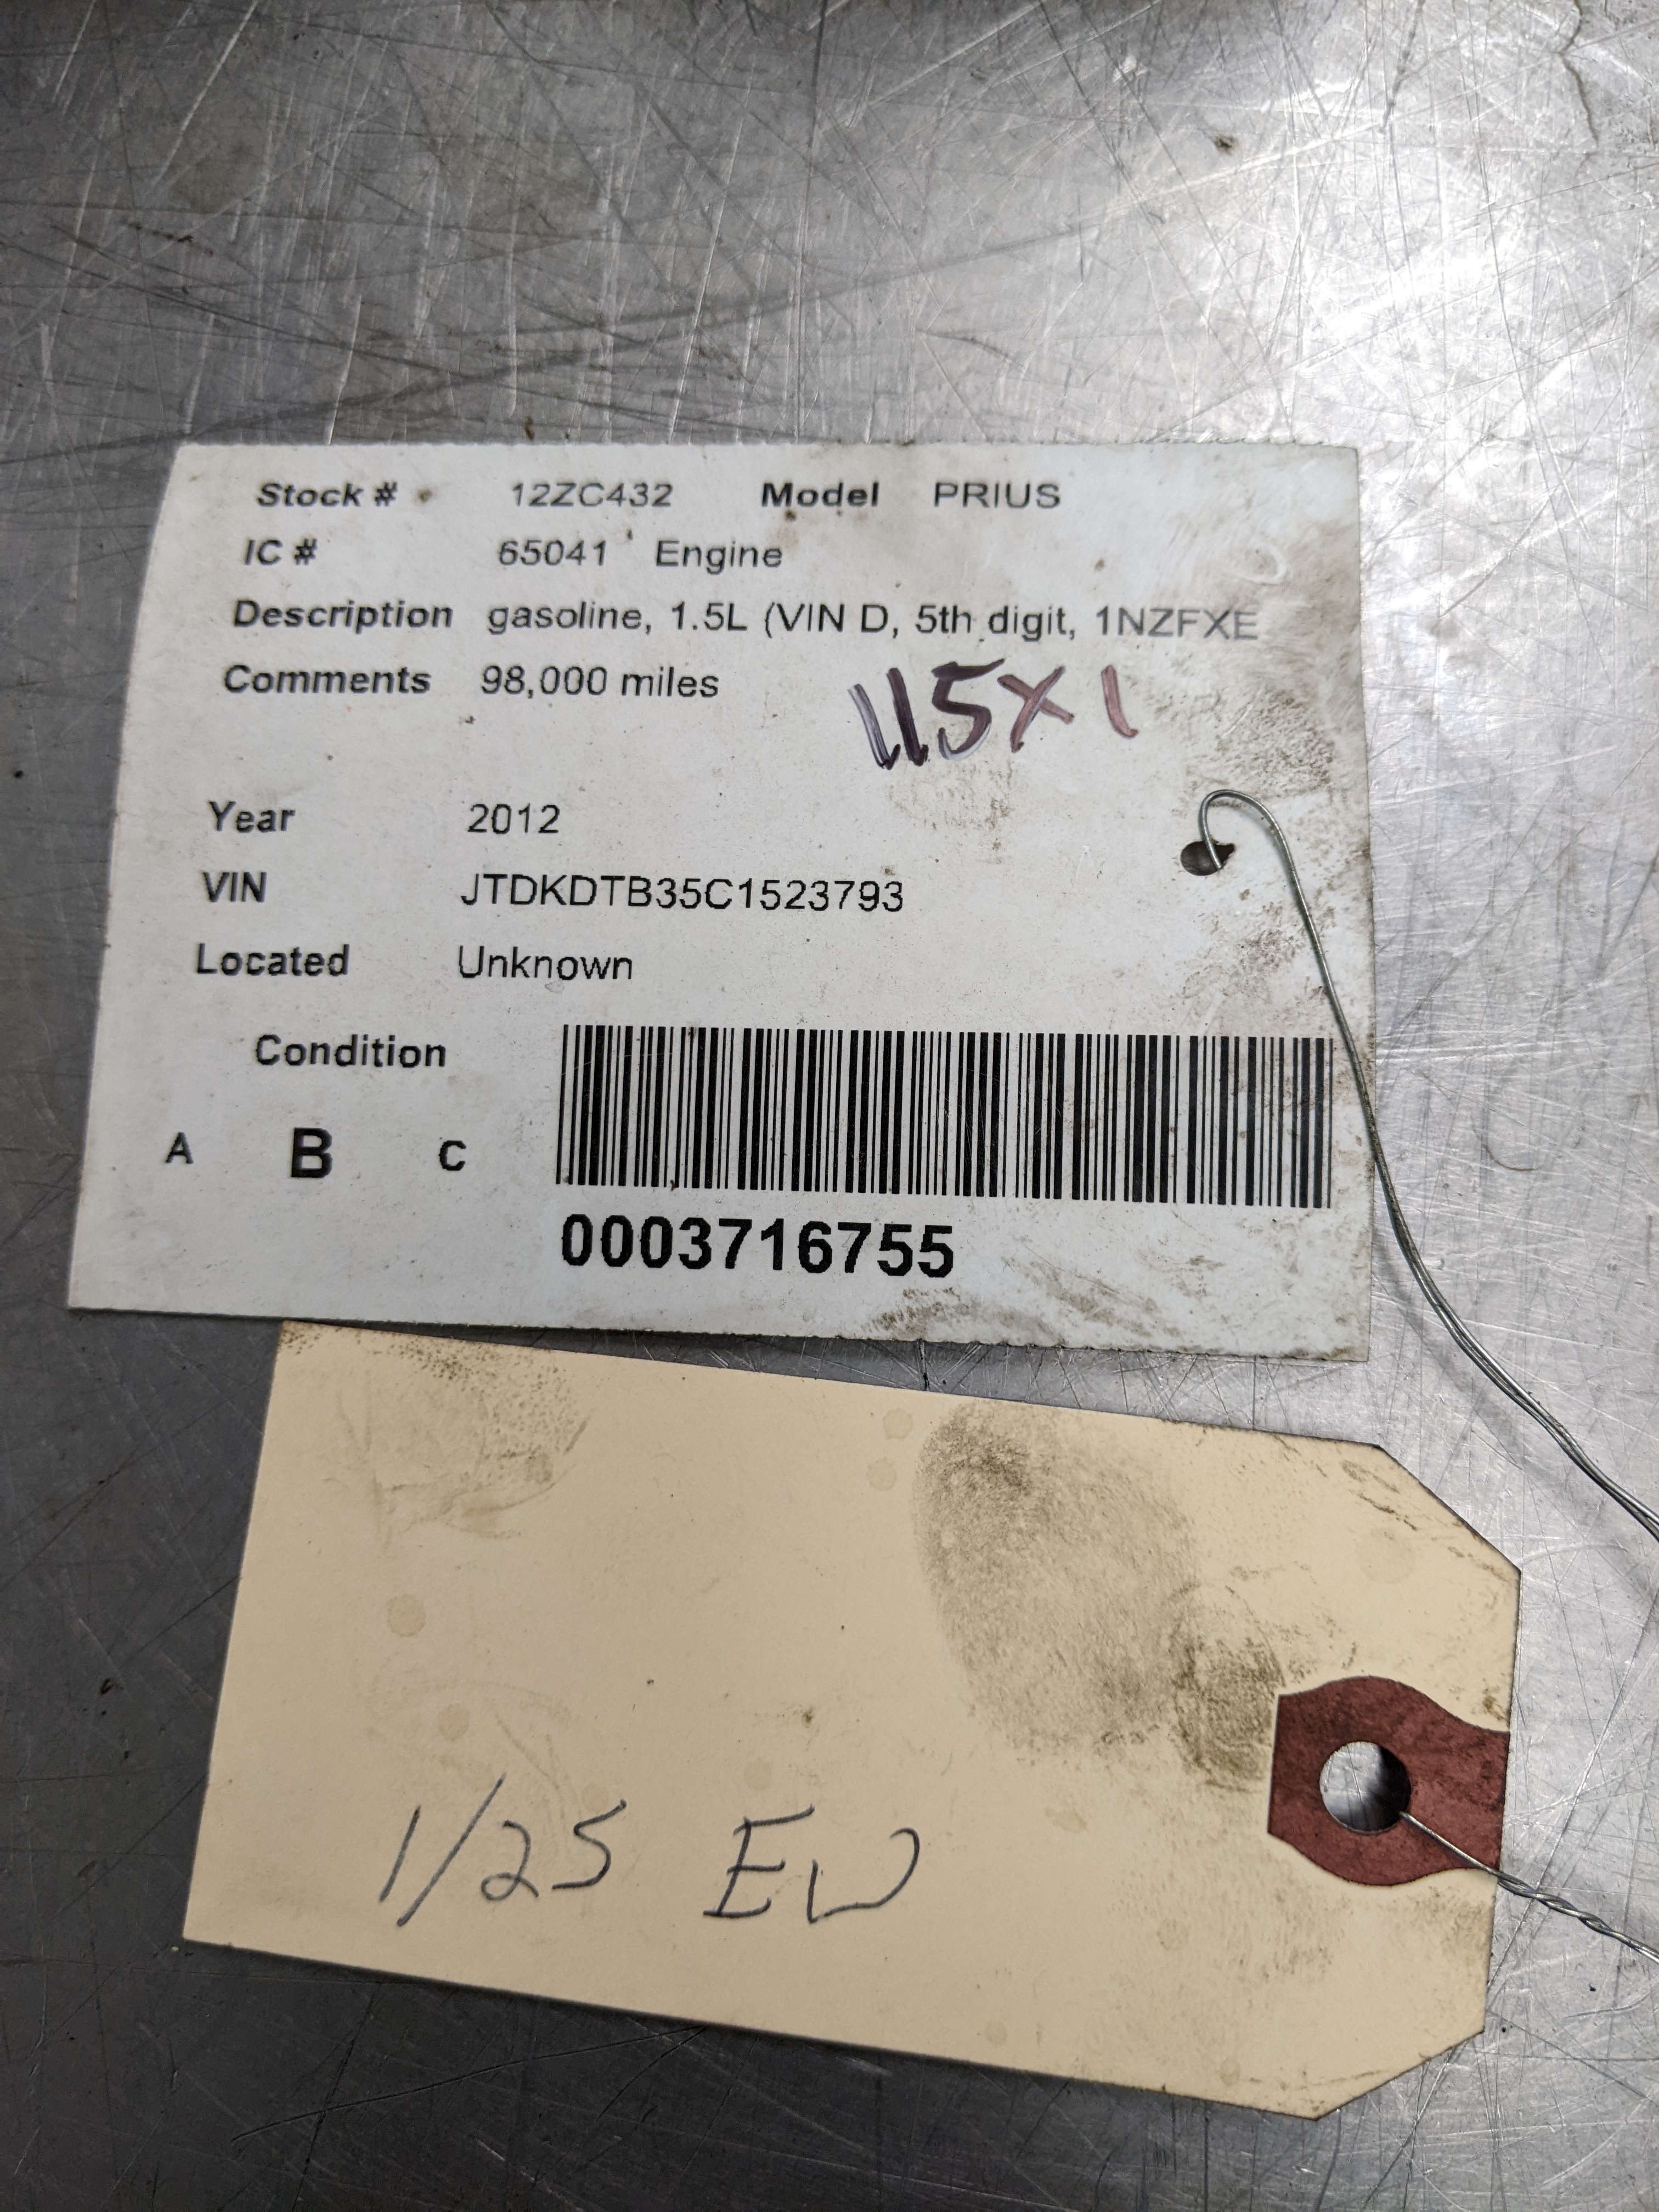 Stock # 12ZC432 Model PRIUS
IC # 65041 Engine
Description gasoline, 1.5L (VIN D, 5th digit, 1NZFXE
Comments 98,000 miles
115X1
Year 2012
VIN JTDKDTB35C1523793
Located Unknown
Condition
A B C
0003716755
1/25 EW